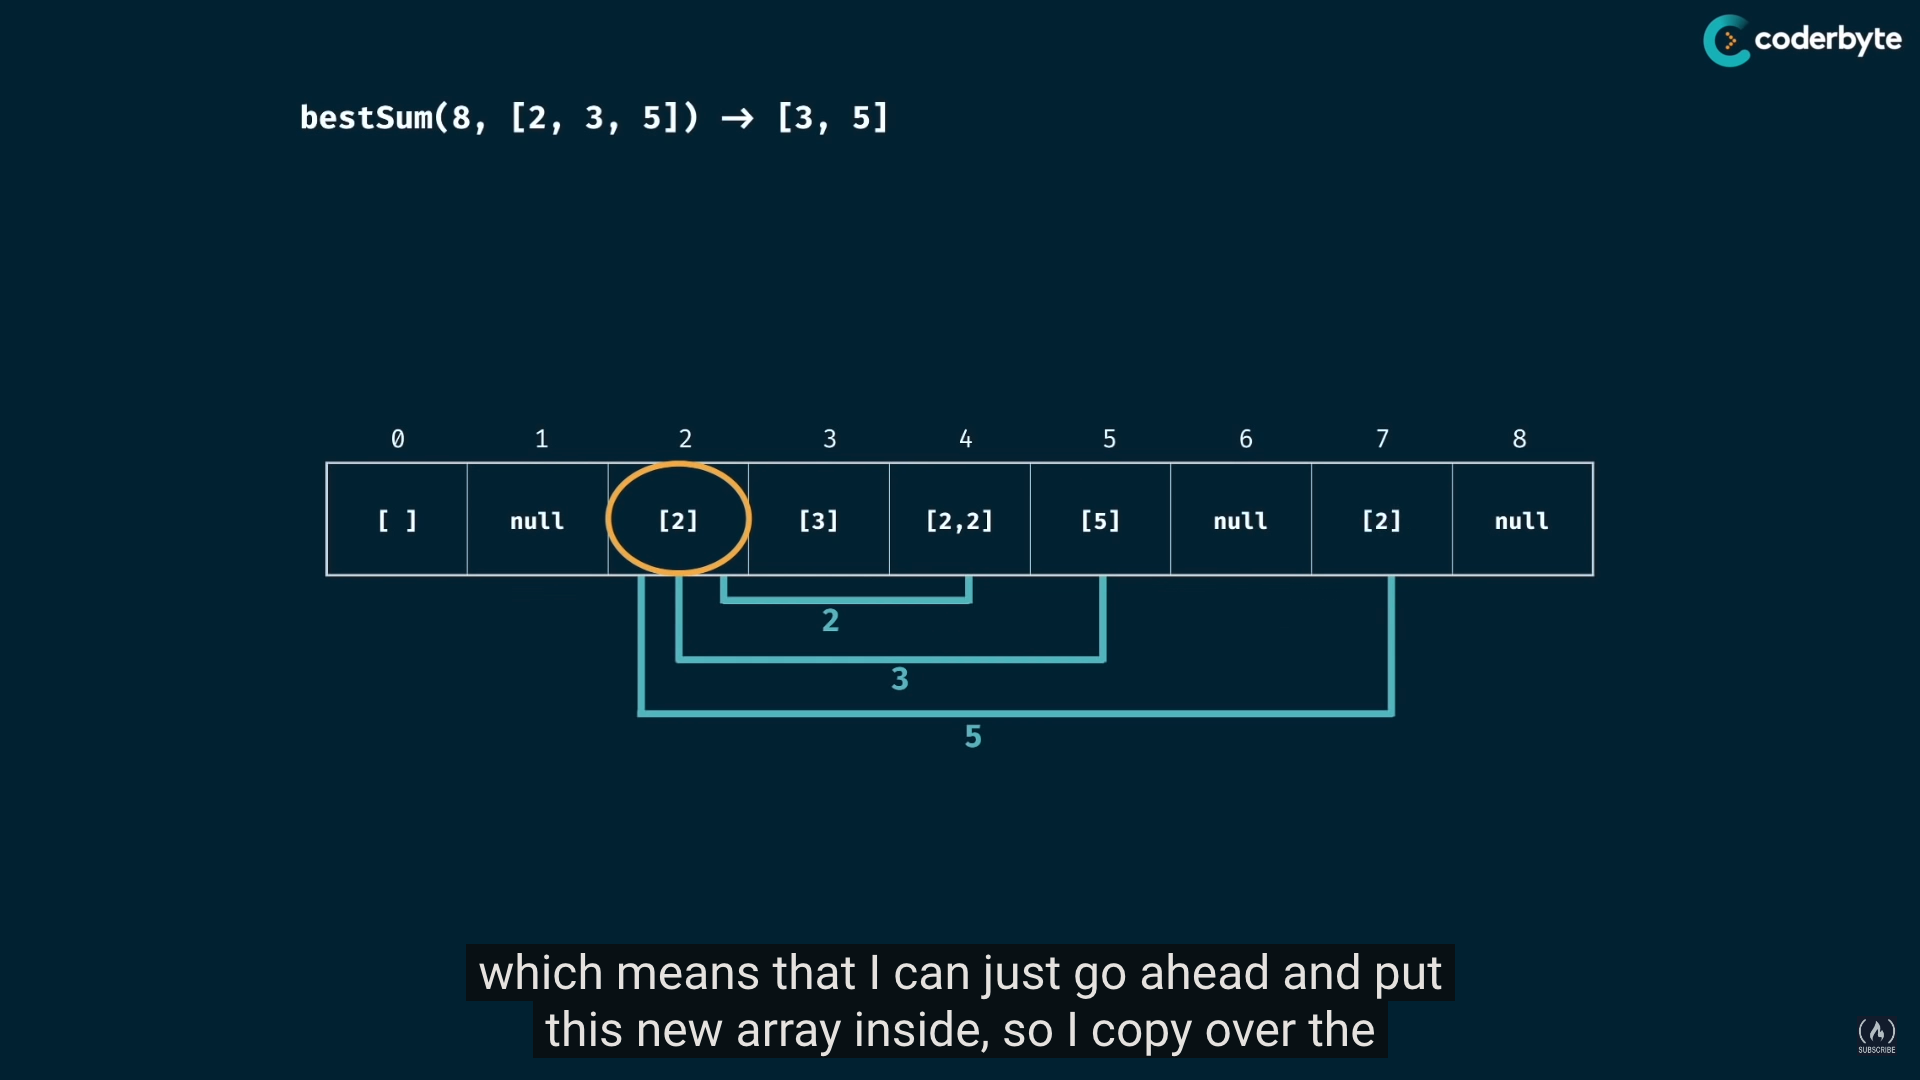 coderbyte
bestSum(8, [2, 3, 5]) → [3, 5]
0 1 2 3 4 5 6 7 8
[ ] null [2] [3] [2,2] [5] null [2] null
2
3
5
which means that I can just go ahead and put
this new array inside, so I copy over the
SUBSCRIBE